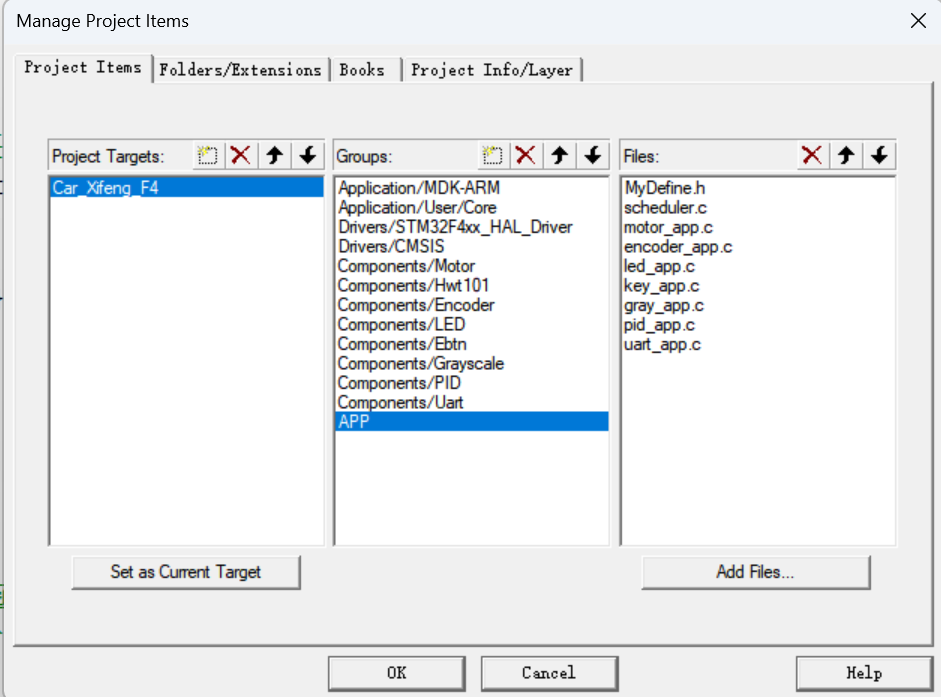 Manage Project Items
Project Items Folders/Extensions Books Project Info/Layer
Project Targets:
Car_Xifeng_F4
Set as Current Target
Groups:
Application/MDK-ARM
Application/User/Core
Drivers/STM32F4xx_HAL_Driver
Drivers/CMSIS
Components/Motor
Components/Hwt101
Components/Encoder
Components/LED
Components/Ebtn
Components/Grayscale
Components/PID
Components/Uart
APP
Files:
MyDefine.h
scheduler.c
motor_app.c
encoder_app.c
led_app.c
key_app.c
gray_app.c
pid_app.c
uart_app.c
Add Files...
OK Cancel Help